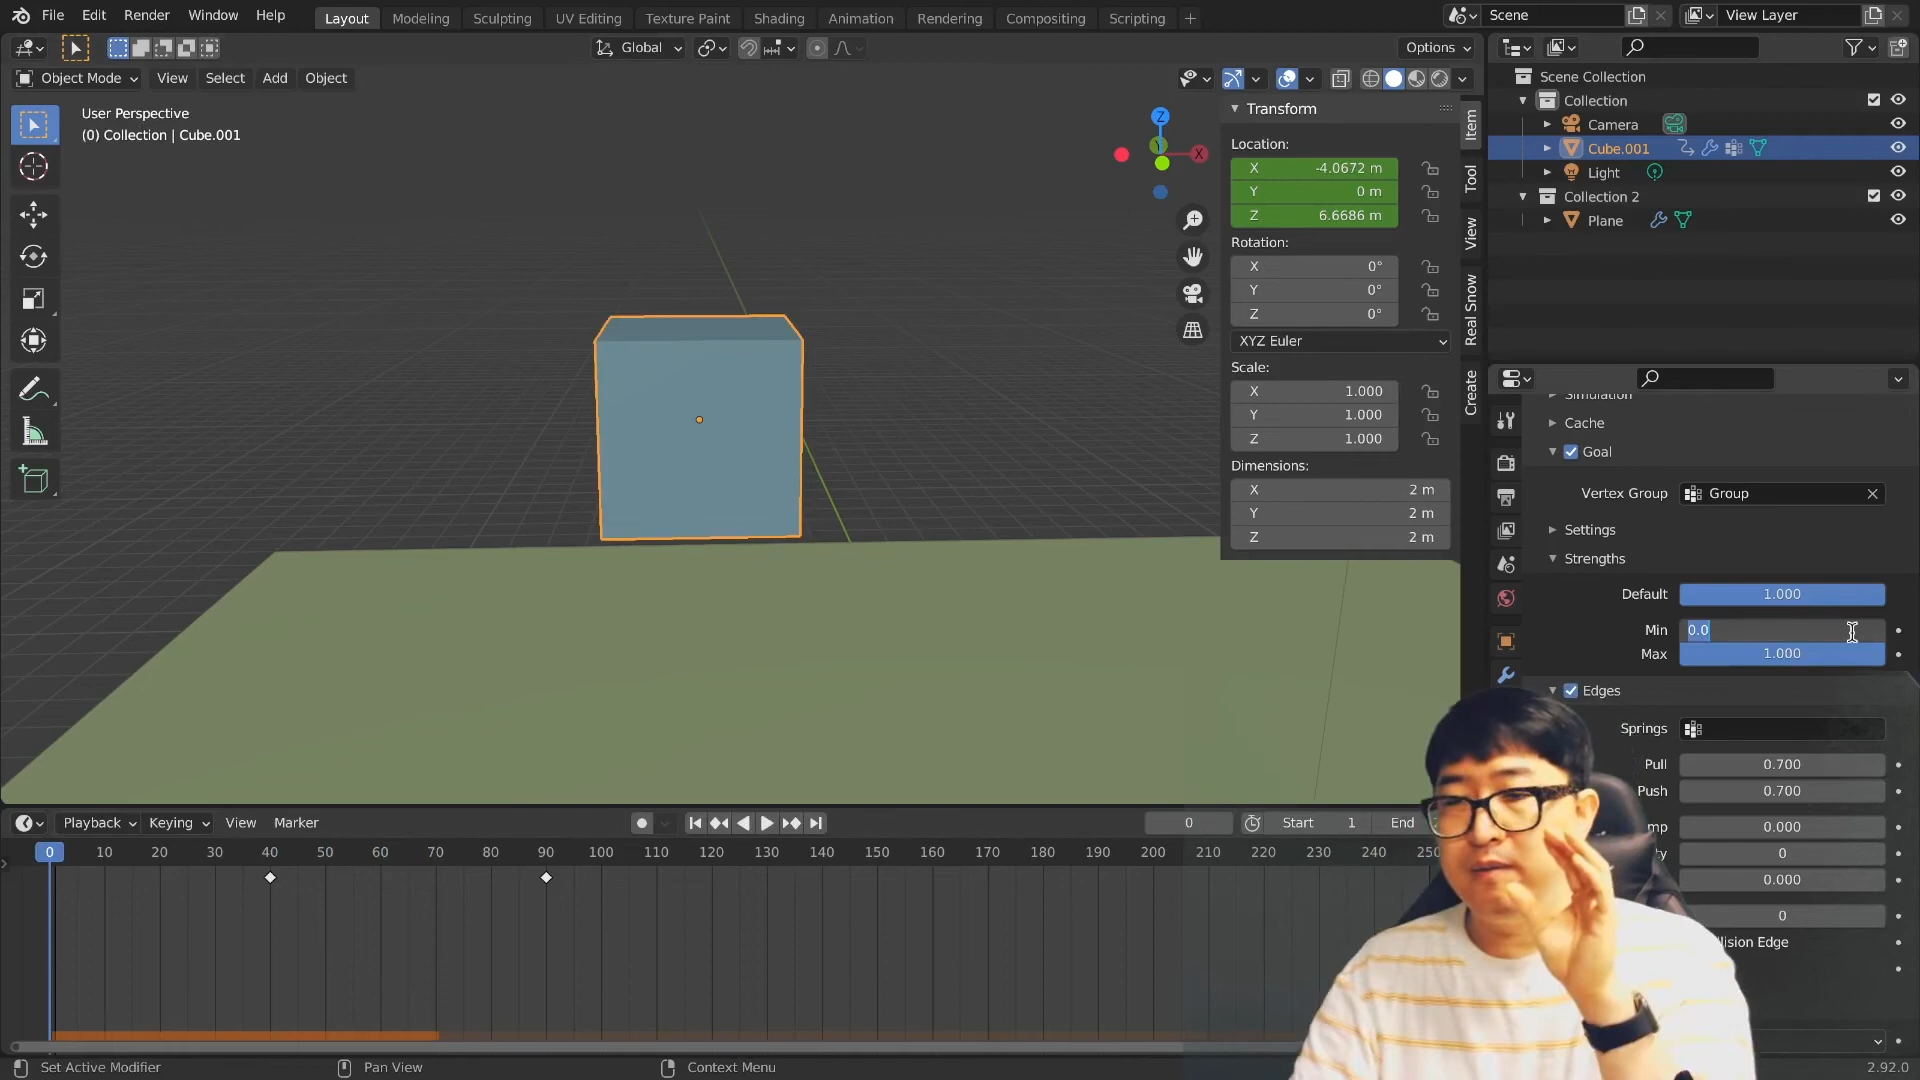 File Edit Render Window Help Layout Modeling Sculpting UV Editing Texture Paint Shading Animation Rendering Compositing Scripting + Scene View Layer
Global Options
Object Mode View Select Add Object
User Perspective
(0) Collection | Cube.001
Z
X
Y
Transform
Location:
X -4.0672 m
Y 0 m
Z 6.6686 m
Rotation:
X 0°
Y 0°
Z 0°
XYZ Euler
Scale:
X 1.000
Y 1.000
Z 1.000
Dimensions:
X 2 m
Y 2 m
Z 2 m
Item
Tool
View
Real Snow
Create
Scene Collection
Collection
Camera
Cube.001
Light
Collection 2
Plane
Simulation
Cache
Goal
Vertex Group Group
Settings
Strengths
Default 1.000
Min 0.0
Max 1.000
Edges
Springs
Pull 0.700
Push 0.700
mp 0.000
ty 0
0.000
0
llision Edge
Playback Keying View Marker 0 Start 1 End
0 10 20 30 40 50 60 70 80 90 100 110 120 130 140 150 160 170 180 190 200 210 220 230 240 250
Set Active Modifier Pan View Context Menu 2.92.0